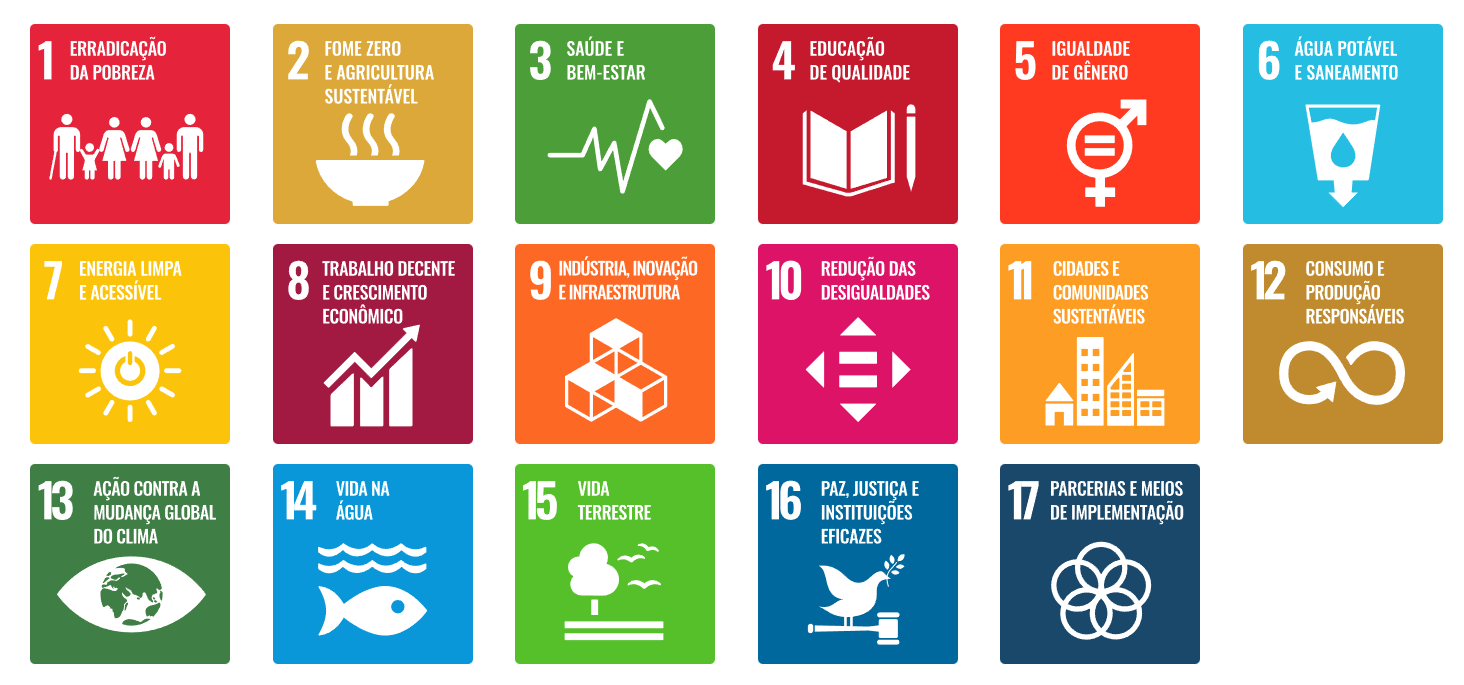 1 ERRADICAÇÃO
DA POBREZA
2 FOME ZERO
E AGRICULTURA
SUSTENTÁVEL
3 SAÚDE E
BEM-ESTAR
4 EDUCAÇÃO
DE QUALIDADE
5 IGUALDADE
DE GÊNERO
6 ÁGUA POTÁVEL
E SANEAMENTO
7 ENERGIA LIMPA
E ACESSÍVEL
8 TRABALHO DECENTE
E CRESCIMENTO
ECONÔMICO
9 INDÚSTRIA, INOVAÇÃO
E INFRAESTRUTURA
10 REDUÇÃO DAS
DESIGUALDADES
11 CIDADES E
COMUNIDADES
SUSTENTÁVEIS
12 CONSUMO E
PRODUÇÃO
RESPONSÁVEIS
13 AÇÃO CONTRA A
MUDANÇA GLOBAL
DO CLIMA
14 VIDA NA
ÁGUA
15 VIDA
TERRESTRE
16 PAZ, JUSTIÇA E
INSTITUIÇÕES
EFICAZES
17 PARCERIAS E MEIOS
DE IMPLEMENTAÇÃO